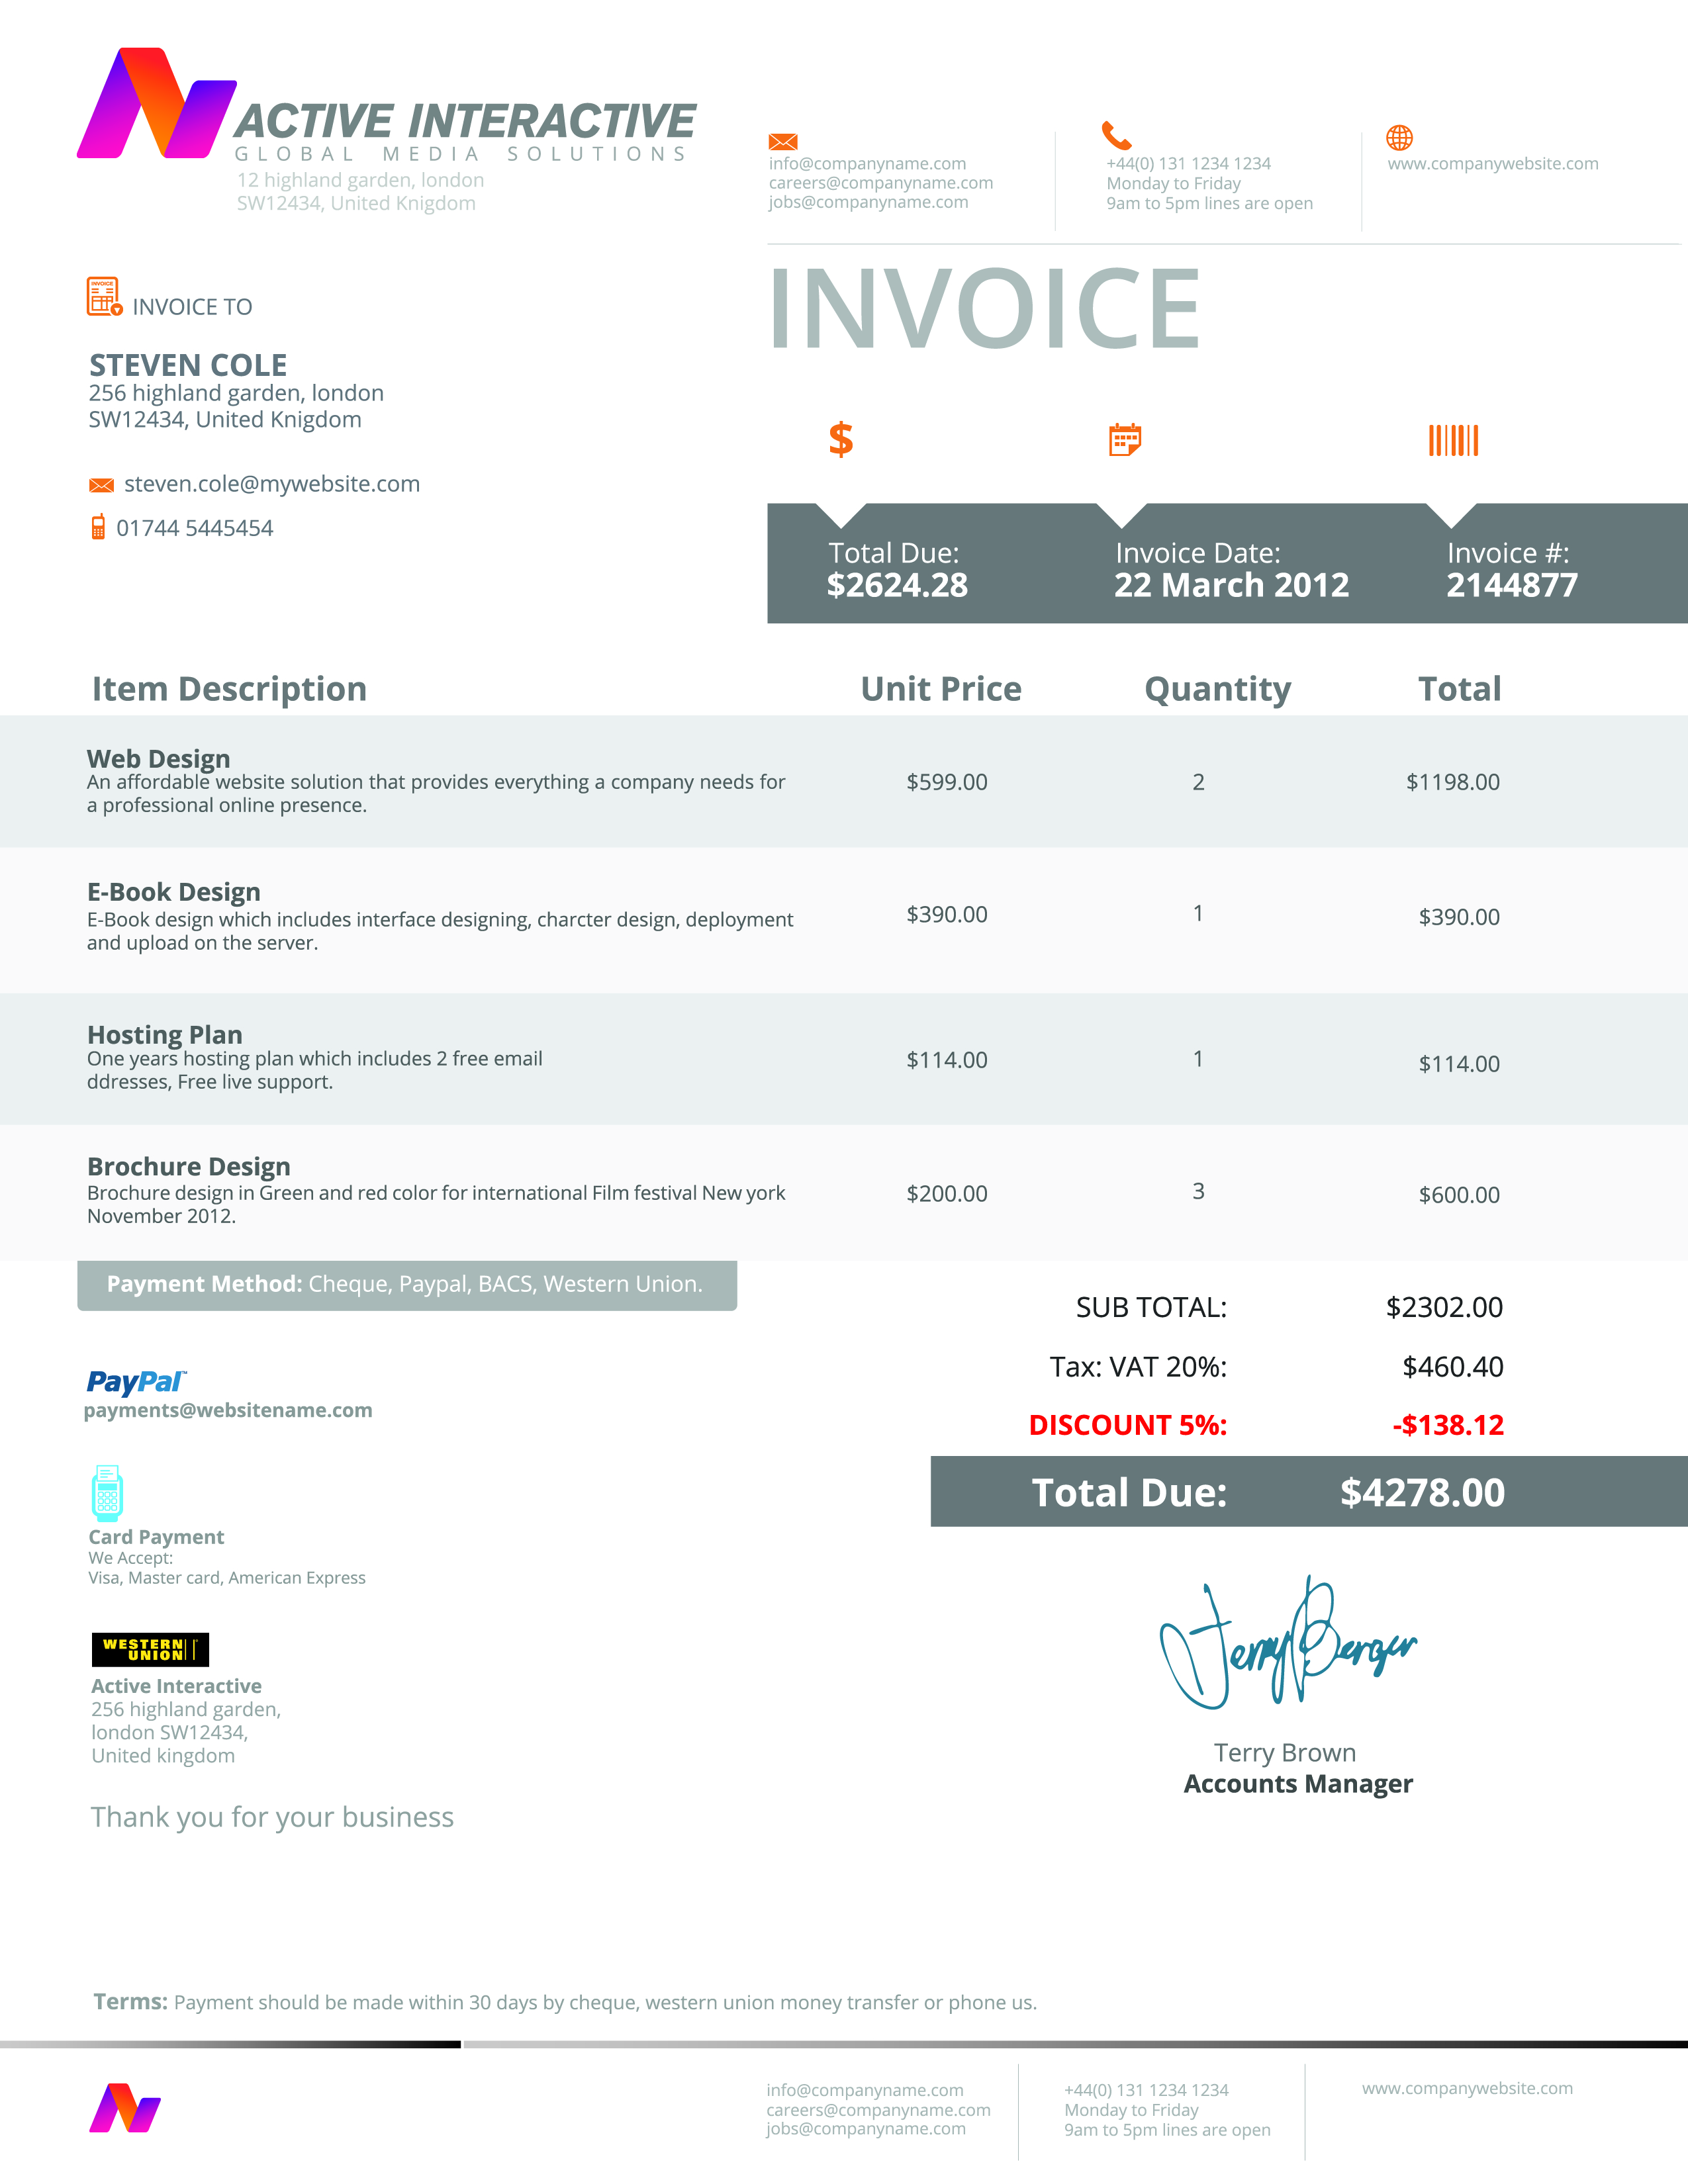 ACTIVE INTERACTIVE
GLOBAL MEDIA SOLUTIONS
12 highland garden, london
SW12434, United Knigdom
info@companyname.com
careers@companyname.com
jobs@companyname.com
+44(0) 131 1234 1234
Monday to Friday
9am to 5pm lines are open
www.companywebsite.com
INVOICE
INVOICE TO
STEVEN COLE
256 highland garden, london
SW12434, United Knigdom
steven.cole@mywebsite.com
01744 5445454
INVOICE
$
Total Due:
$2624.28
Invoice Date:
22 March 2012
Invoice #:
2144877
Item Description Unit Price Quantity Total
Web Design
An affordable website solution that provides everything a company needs for
a professional online presence.
$599.00 2 $1198.00
E-Book Design
E-Book design which includes interface designing, charcter design, deployment
and upload on the server.
$390.00 1 $390.00
Hosting Plan
One years hosting plan which includes 2 free email
ddresses, Free live support.
$114.00 1 $114.00
Brochure Design
Brochure design in Green and red color for international Film festival New york
November 2012.
$200.00 3 $600.00
Payment Method: Cheque, Paypal, BACS, Western Union.
SUB TOTAL: $2302.00
Tax: VAT 20%: $460.40
DISCOUNT 5%: -$138.12
Total Due: $4278.00
PayPal™
payments@websitename.com
Card Payment
We Accept:
Visa, Master card, American Express
WESTERN
UNION
Active Interactive
256 highland garden,
london SW12434,
United kingdom
Thank you for your business
Terry Brown
Accounts Manager
Terms: Payment should be made within 30 days by cheque, western union money transfer or phone us.
info@companyname.com
careers@companyname.com
jobs@companyname.com
+44(0) 131 1234 1234
Monday to Friday
9am to 5pm lines are open
www.companywebsite.com